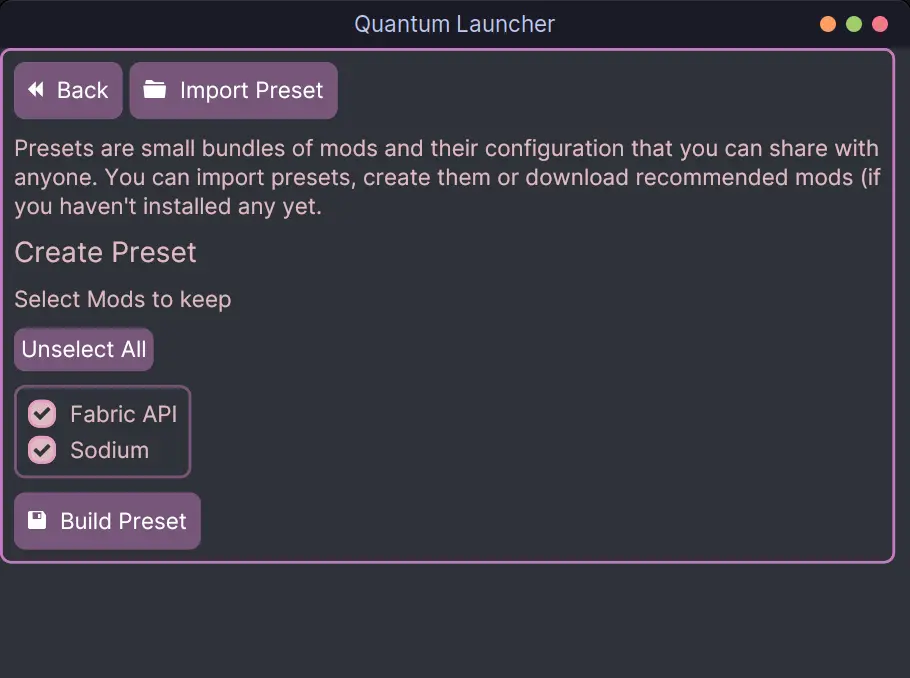 Quantum Launcher
Back
Import Preset
Presets are small bundles of mods and their configuration that you can share with
anyone. You can import presets, create them or download recommended mods (if
you haven't installed any yet.
Create Preset
Select Mods to keep
Unselect All
Fabric API
Sodium
Build Preset